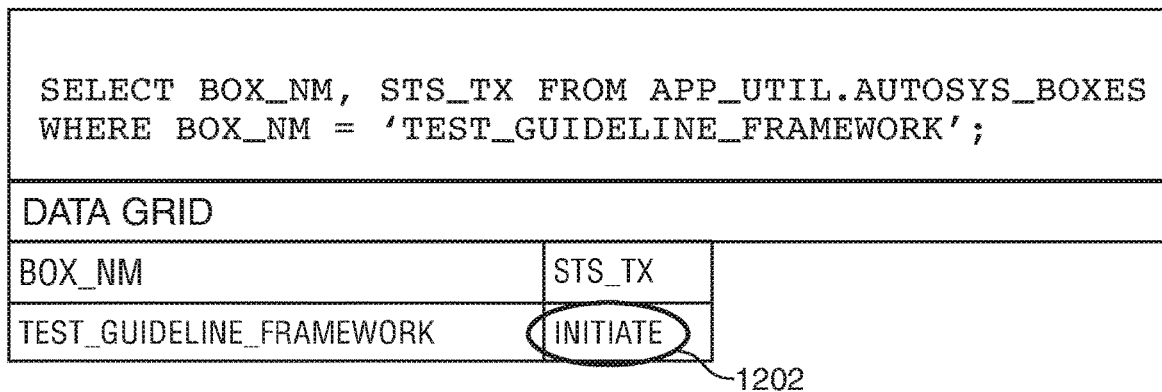 SELECT BOX_NM, STS_TX FROM APP_UTIL.AUTOSYS_BOXES
WHERE BOX_NM = ‘TEST_GUIDELINE_FRAMEWORK’;
DATA GRID
BOX_NM STS_TX
TEST_GUIDELINE_FRAMEWORK INITIATE
1202